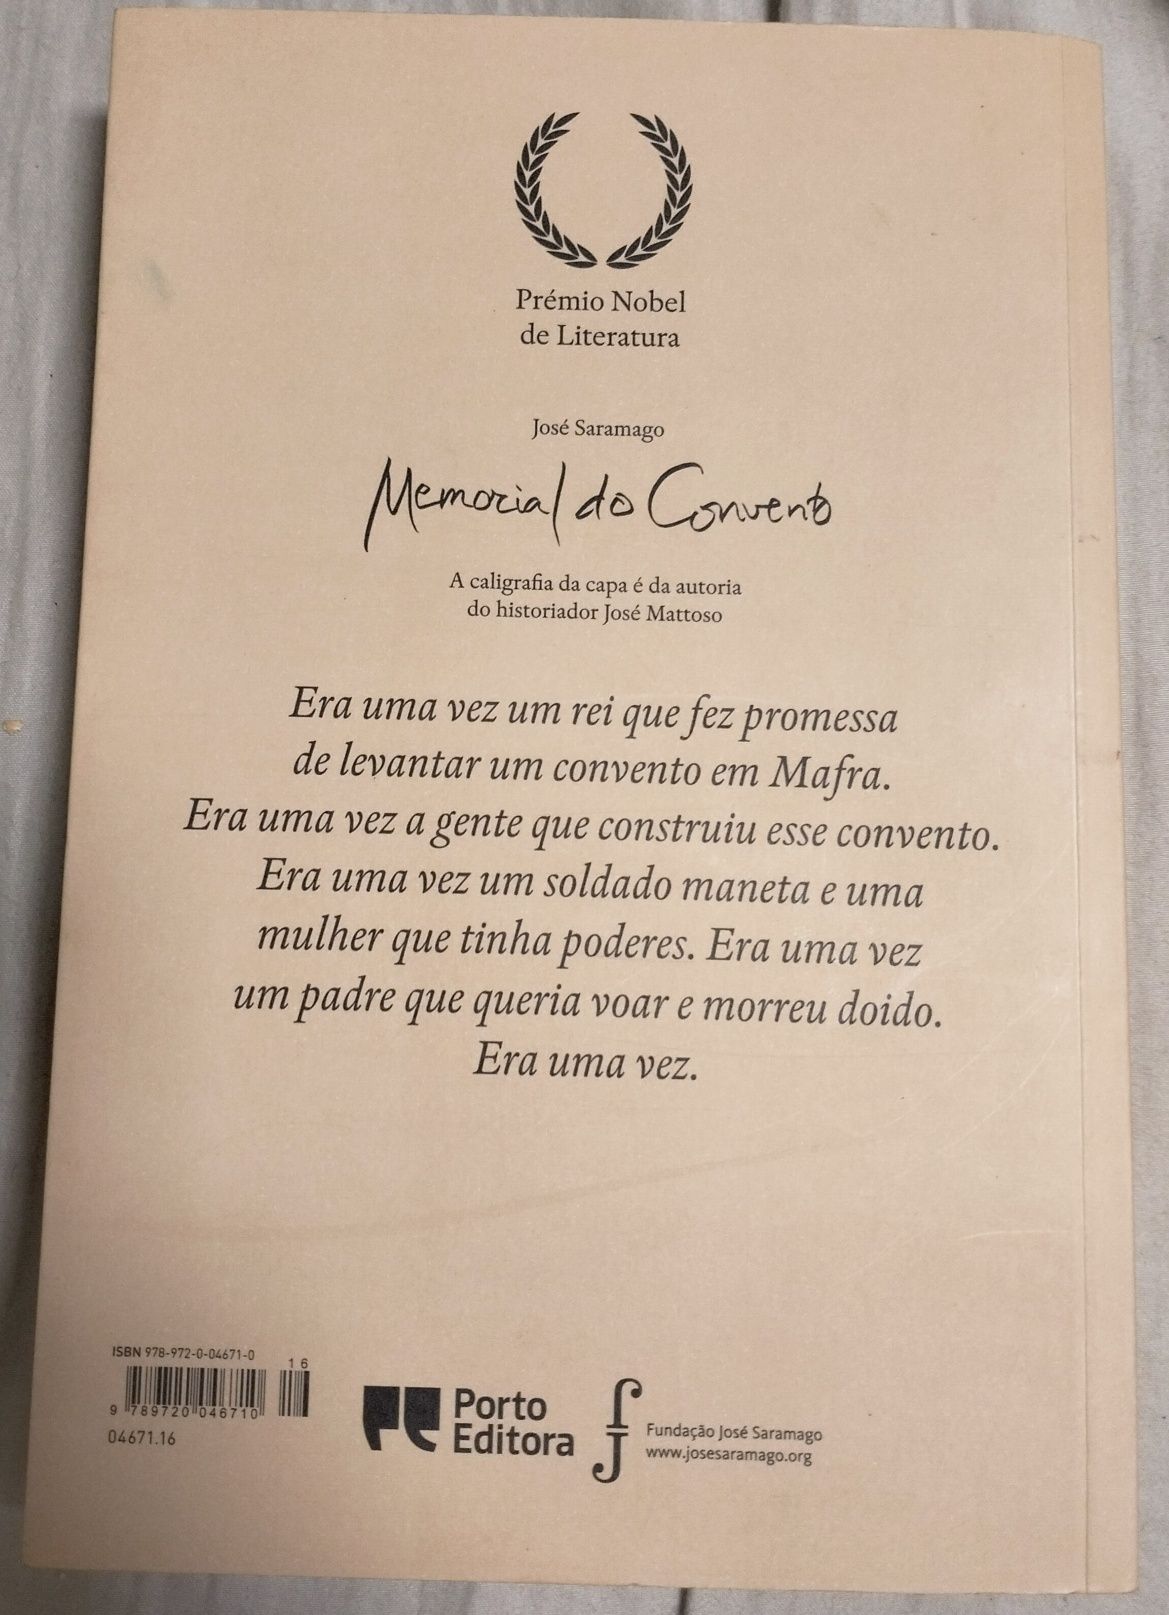 Prémio Nobel
de Literatura
José Saramago
Memorial do Convento
A caligrafia da capa é da autoria
do historiador José Mattoso
Era uma vez um rei que fez promessa
de levantar um convento em Mafra.
Era uma vez a gente que construiu esse convento.
Era uma vez um soldado maneta e uma
mulher que tinha poderes. Era uma vez
um padre que queria voar e morreu doido.
Era uma vez.
ISBN 978-972-0-04671-0
16
9 789720 046710
04671.16
Porto
Editora
Fundação José Saramago
www.josesaramago.org